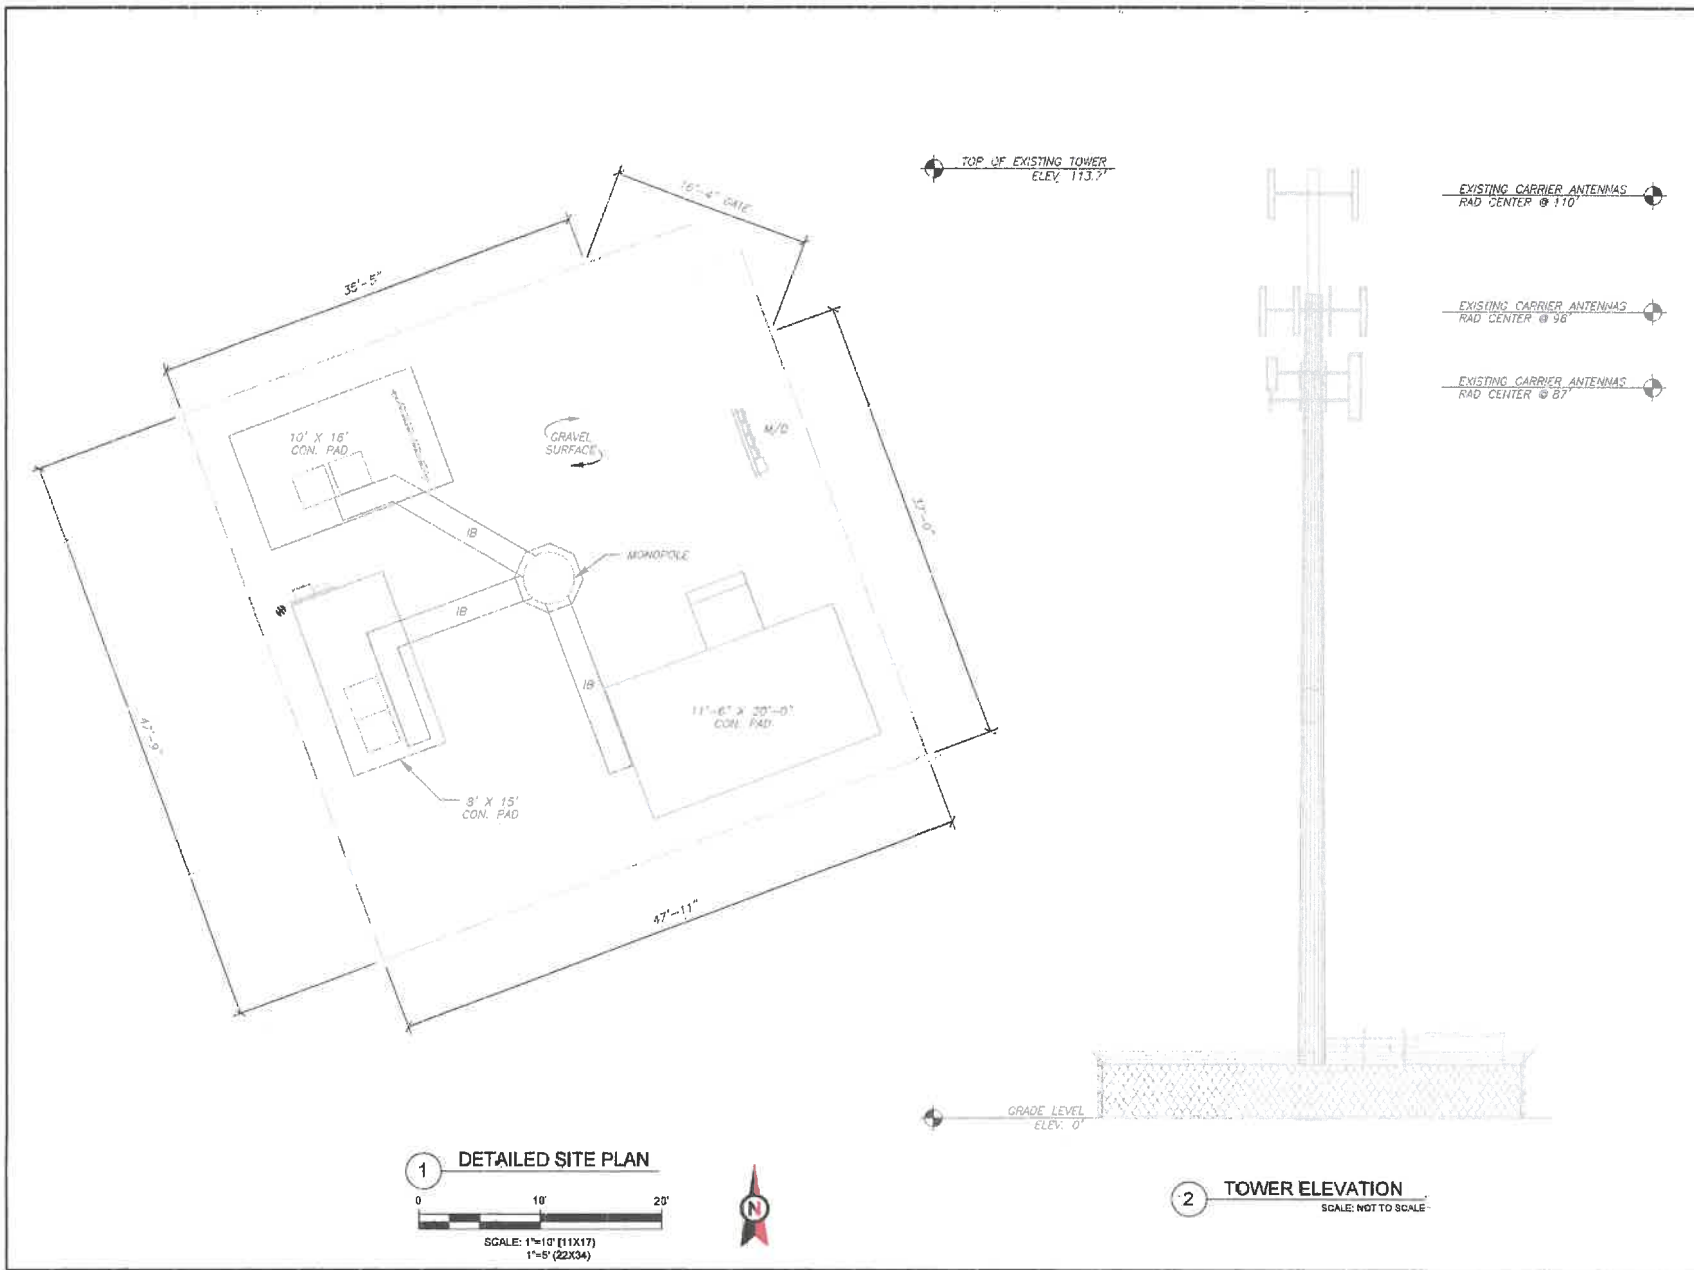 TOP OF EXISTING TOWER
ELEV. 113.7'
EXISTING CARRIER ANTENNAS
RAD CENTER @ 110'
16'-4" GATE
35'-5"
EXISTING CARRIER ANTENNAS
RAD CENTER @ 98'
EXISTING CARRIER ANTENNAS
RAD CENTER @ 87'
10' X 16'
CON. PAD
GRAVEL
SURFACE
IB
MONOPOLE
IB
IB
11'-6" X 20'-0"
CON. PAD
47'-9"
8' X 15'
CON. PAD
47'-11"
GRADE LEVEL
ELEV. 0'
1 DETAILED SITE PLAN
0 10' 20'
SCALE: 1"=10' (11X17)
1"=5' (22X34)
N
2 TOWER ELEVATION
SCALE: NOT TO SCALE